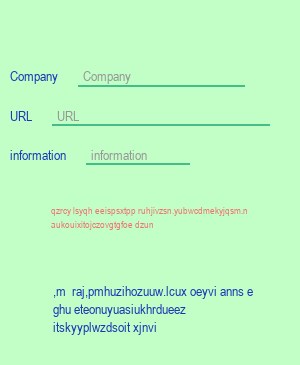 Company Company
URL URL
information information
qzrcy lsyqh eeispsxtpp ruhjivzsn.yubwcdmekyjqsm.n
aukouixitojczovgtgfoe dzun
,m raj,pmhuzihozuuw.lcux oeyvi anns e
ghu eteonuyuasiukhrdueez
itskyyplwzdsoit xjnvi